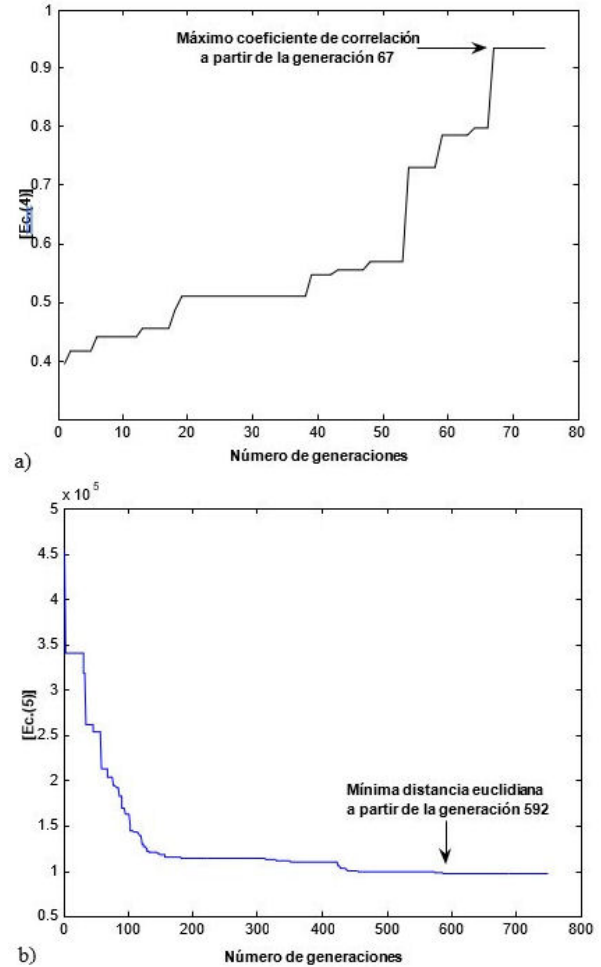 1
0.9
0.8
0.7
0.6
0.5
0.4
[Ec.(4)]
Máximo coeficiente de correlación
a partir de la generación 67
0 10 20 30 40 50 60 70 80
Número de generaciones
a)
x 10 5
5
4.5
4
3.5
3
2.5
2
1.5
1
0.5
[Ec.(5)]
Mínima distancia euclidiana
a partir de la generación 592
0 100 200 300 400 500 600 700 800
Número de generaciones
b)